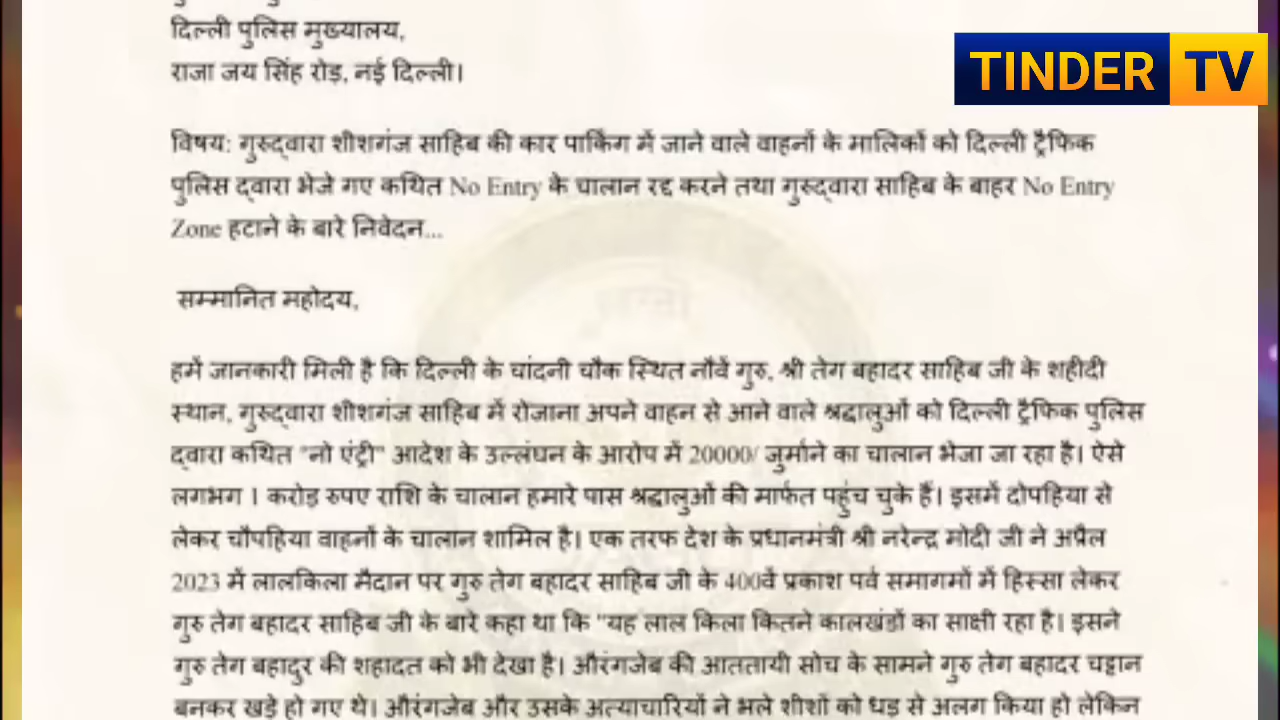 दिल्ली पुलिस मुख्यालय,
राजा जय सिंह रोड़, नई दिल्ली।
TINDER TV
विषय: गुरुद्वारा शीशगंज साहिब की कार पार्किंग में जाने वाले वाहनों के मालिकों को दिल्ली ट्रैफिक
पुलिस द्वारा भेजे गए कथित No Entry के चालान रद्द करने तथा गुरुद्वारा साहिब के बाहर No Entry
Zone हटाने के बारे निवेदन...
सम्मानित महोदय,
हमें जानकारी मिली है कि दिल्ली के चांदनी चौक स्थित नौवें गुरु, श्री तेग बहादर साहिब जी के शहीदी
स्थान, गुरुद्वारा शीशगंज साहिब में रोजाना अपने वाहन से आने वाले श्रद्धालुओं को दिल्ली ट्रैफिक पुलिस
द्वारा कथित "नो एंट्री" आदेश के उल्लंघन के आरोप में 20000/ जुर्माने का चालान भेजा जा रहा है। ऐसे
लगभग 1 करोड़ रुपए राशि के चालान हमारे पास श्रद्धालुओं की मार्फत पहुंच चुके हैं। इसमें दोपहिया से
लेकर चौपहिया वाहनों के चालान शामिल है। एक तरफ देश के प्रधानमंत्री श्री नरेन्द्र मोदी जी ने अप्रैल
2023 में लालकिला मैदान पर गुरु तेग बहादर साहिब जी के 400वें प्रकाश पर्व समागमों में हिस्सा लेकर
गुरु तेग बहादर साहिब जी के बारे कहा था कि "यह लाल किला कितने कालखंडों का साक्षी रहा है। इसने
गुरु तेग बहादुर की शहादत को भी देखा है। औरंगजेब की आततायी सोच के सामने गुरु तेग बहादर चट्टान
बनकर खड़े हो गए थे। औरंगजेब और उसके अत्याचारियों ने भले शीशों को धड़ से अलग किया हो लेकिन